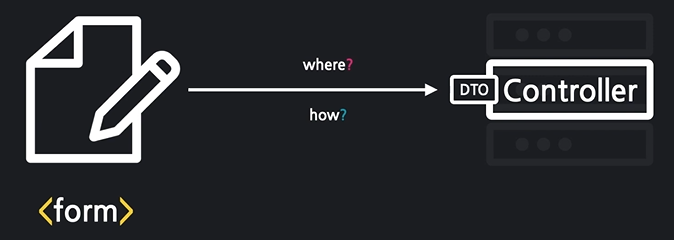 where?
DTO Controller
how?
<form>